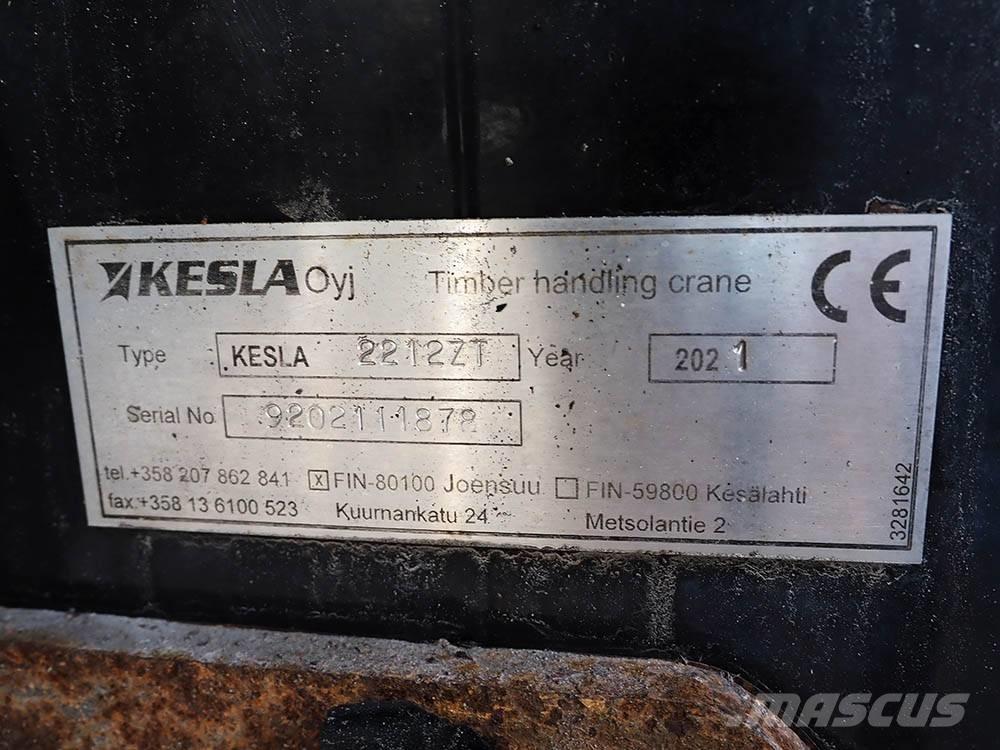 KESLA Oyj Timber handling crane CE
Type KESLA 2212ZT Year 2021
Serial No 9202111878
tel.+358 207 862 841 x FIN-80100 Joensuu FIN-59800 Kesälahti
fax.+358 13 6100 523 Kuurnankatu 24 Metsolantie 2
3281642
MASCUS